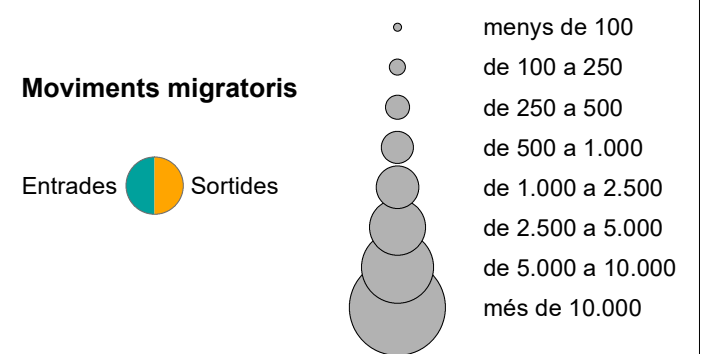 Moviments migratoris
Entrades
Sortides
menys de 100
de 100 a 250
de 250 a 500
de 500 a 1.000
de 1.000 a 2.500
de 2.500 a 5.000
de 5.000 a 10.000
més de 10.000